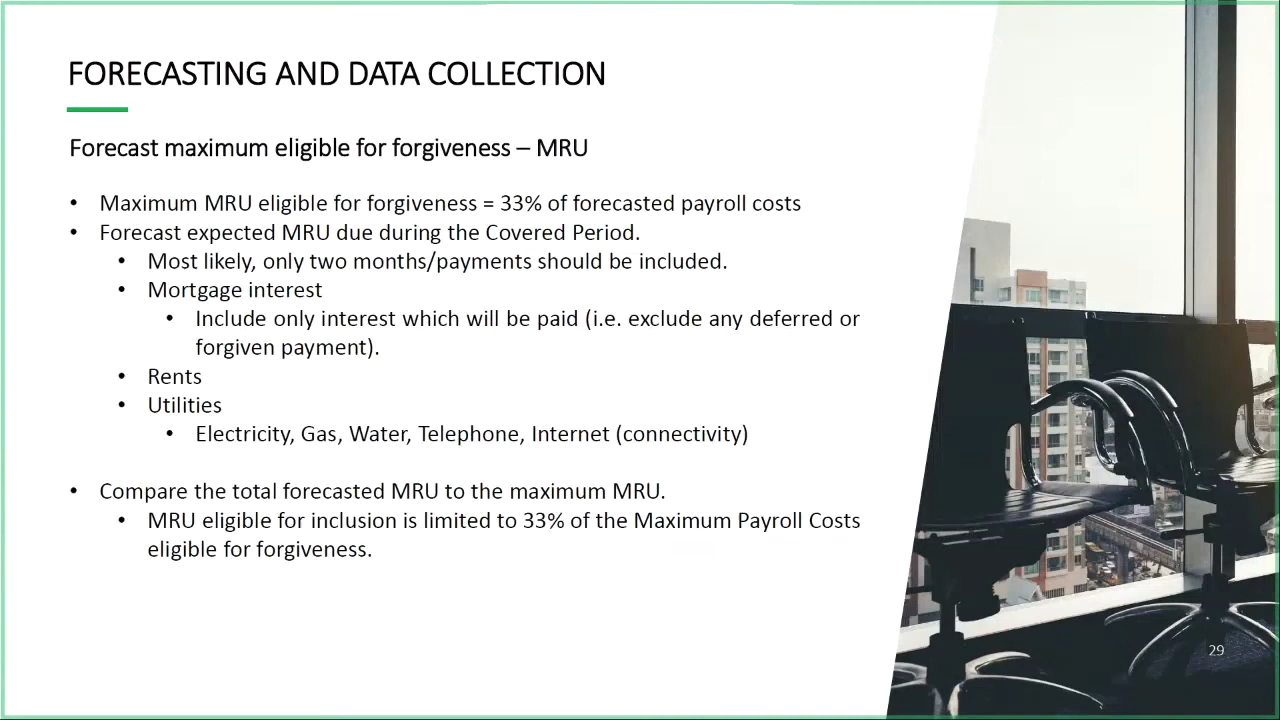 FORECASTING AND DATA COLLECTION
Forecast maximum eligible for forgiveness – MRU
• Maximum MRU eligible for forgiveness = 33% of forecasted payroll costs
• Forecast expected MRU due during the Covered Period.
• Most likely, only two months/payments should be included.
• Mortgage interest
• Include only interest which will be paid (i.e. exclude any deferred or
forgiven payment).
• Rents
• Utilities
• Electricity, Gas, Water, Telephone, Internet (connectivity)
• Compare the total forecasted MRU to the maximum MRU.
• MRU eligible for inclusion is limited to 33% of the Maximum Payroll Costs
eligible for forgiveness.
29